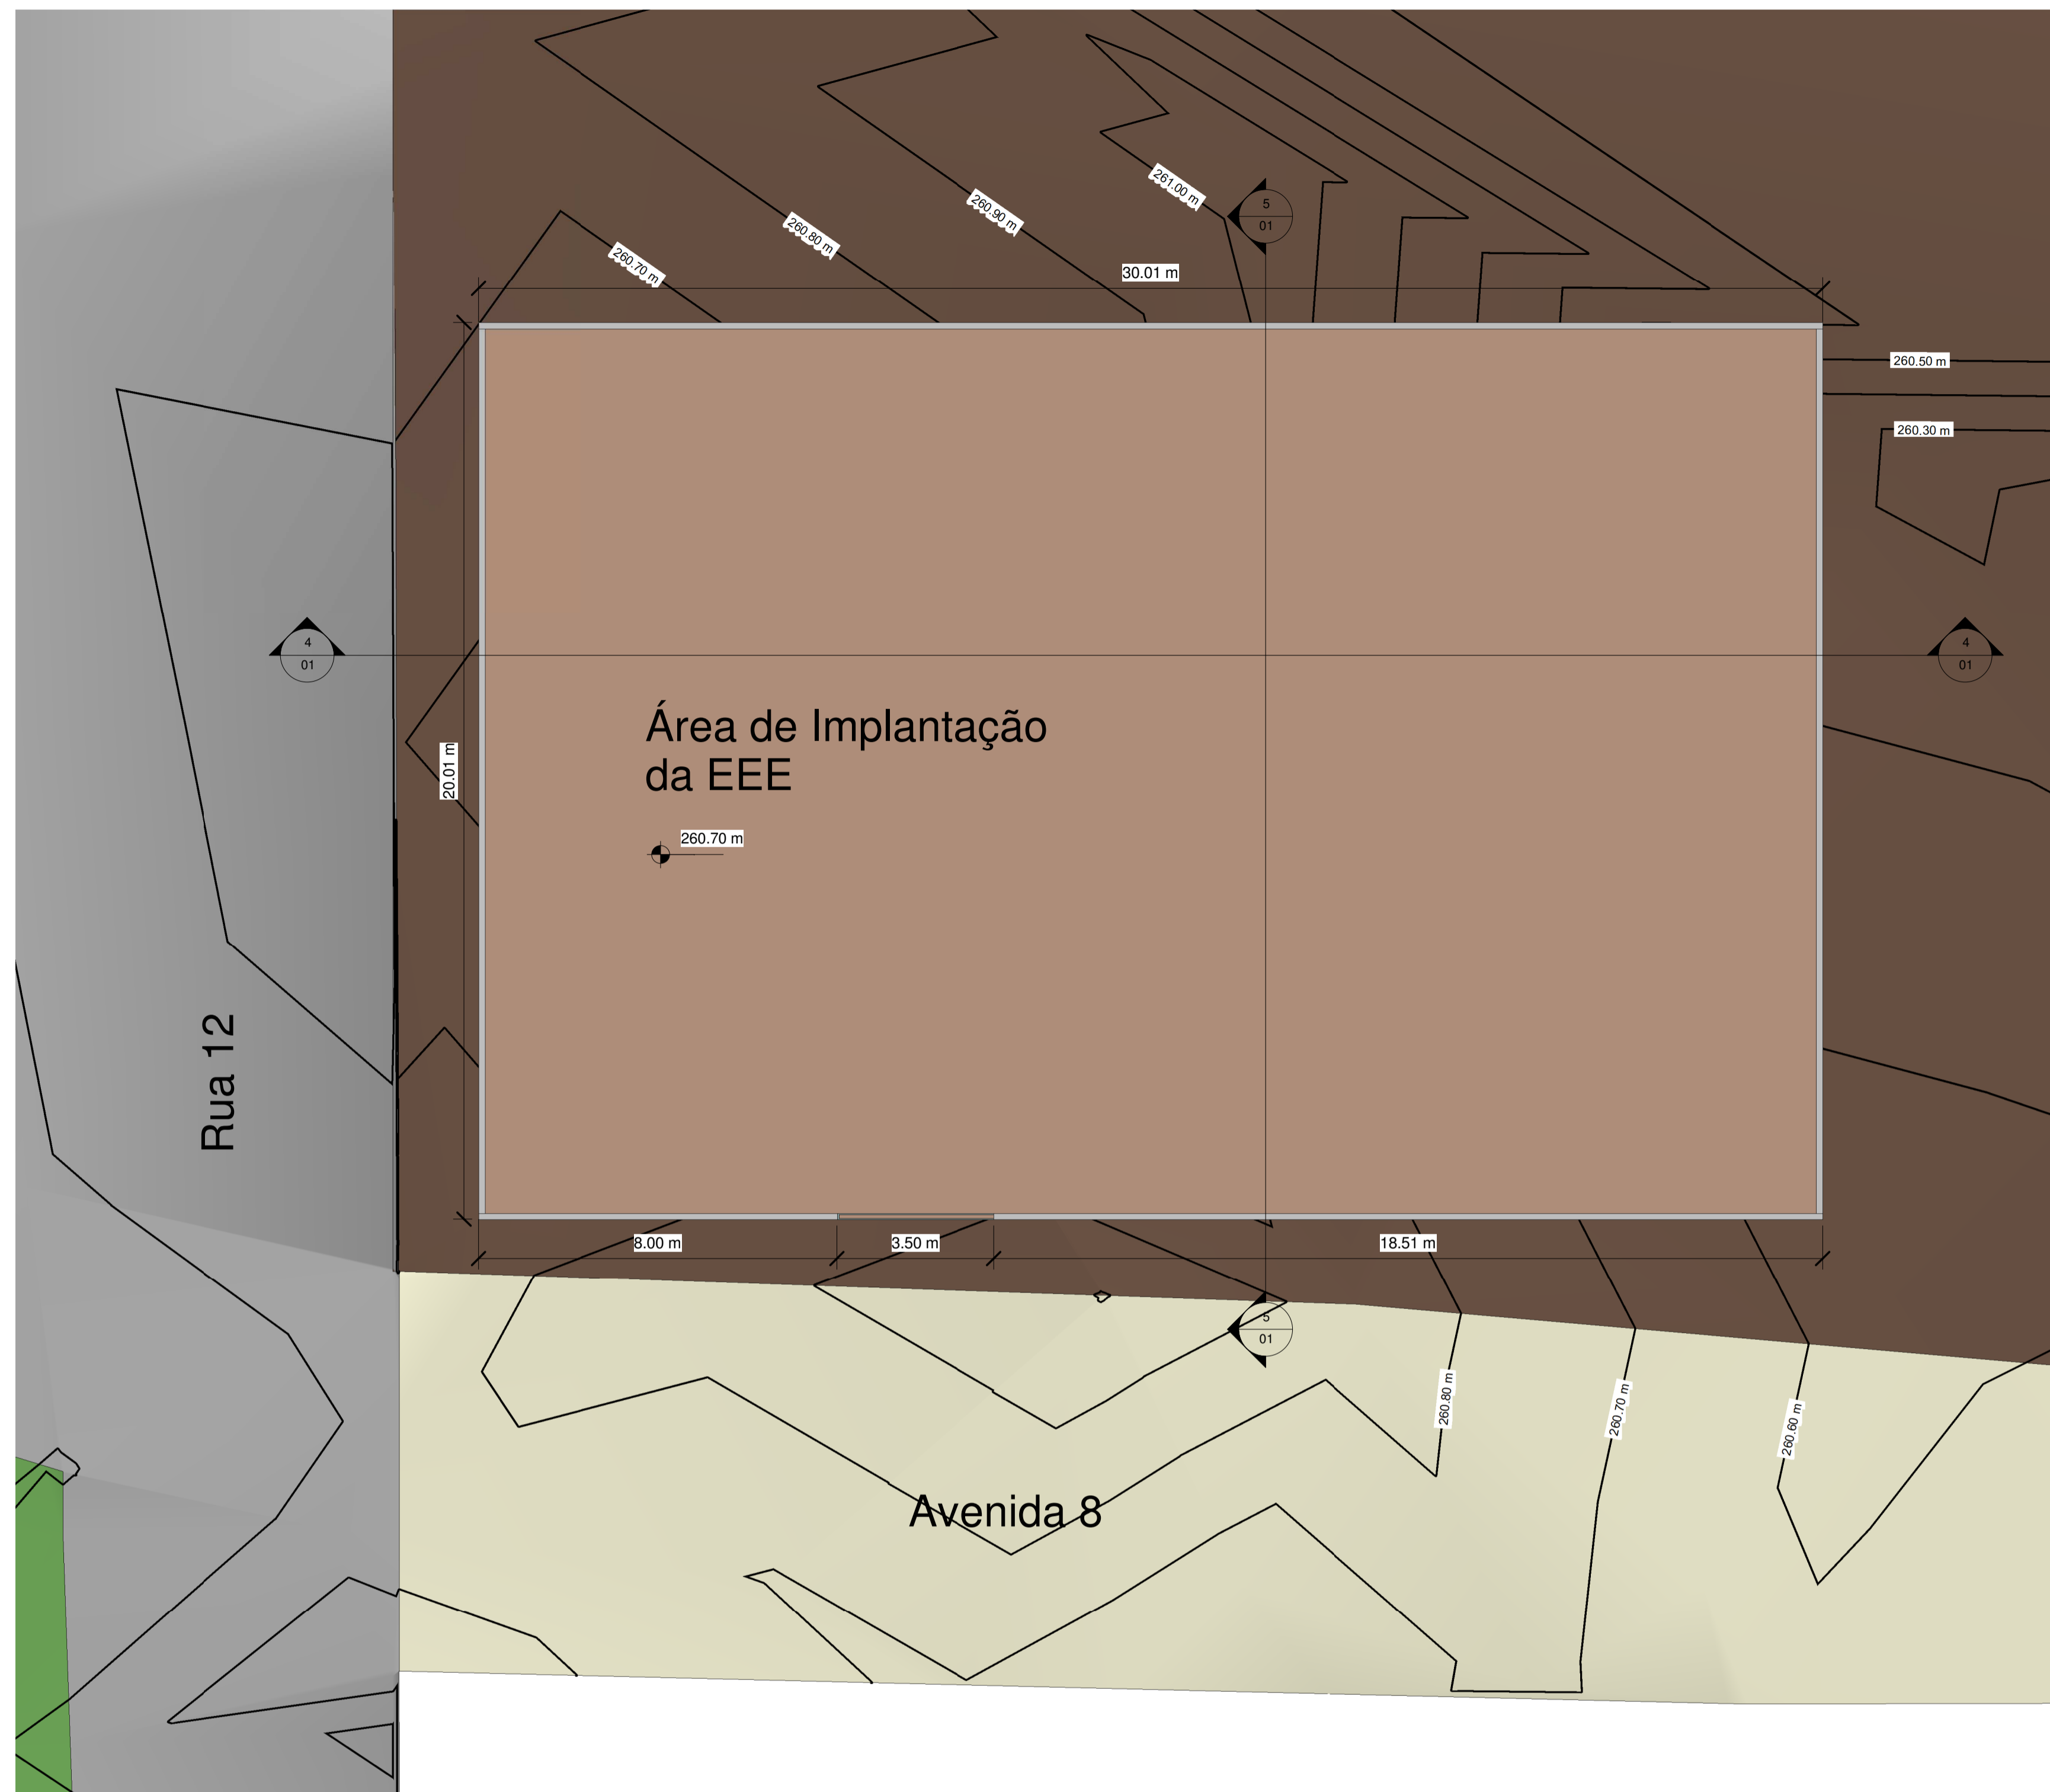 261.00 m
5
01
260.90 m
260.80 m
260.70 m
30.01 m
260.50 m
260.30 m
4
01
4
01
Área de Implantação
da EEE
20.01 m
260.70 m
Rua 12
8.00 m
3.50 m
18.51 m
5
01
260.80 m
260.70 m
260.60 m
Avenida 8